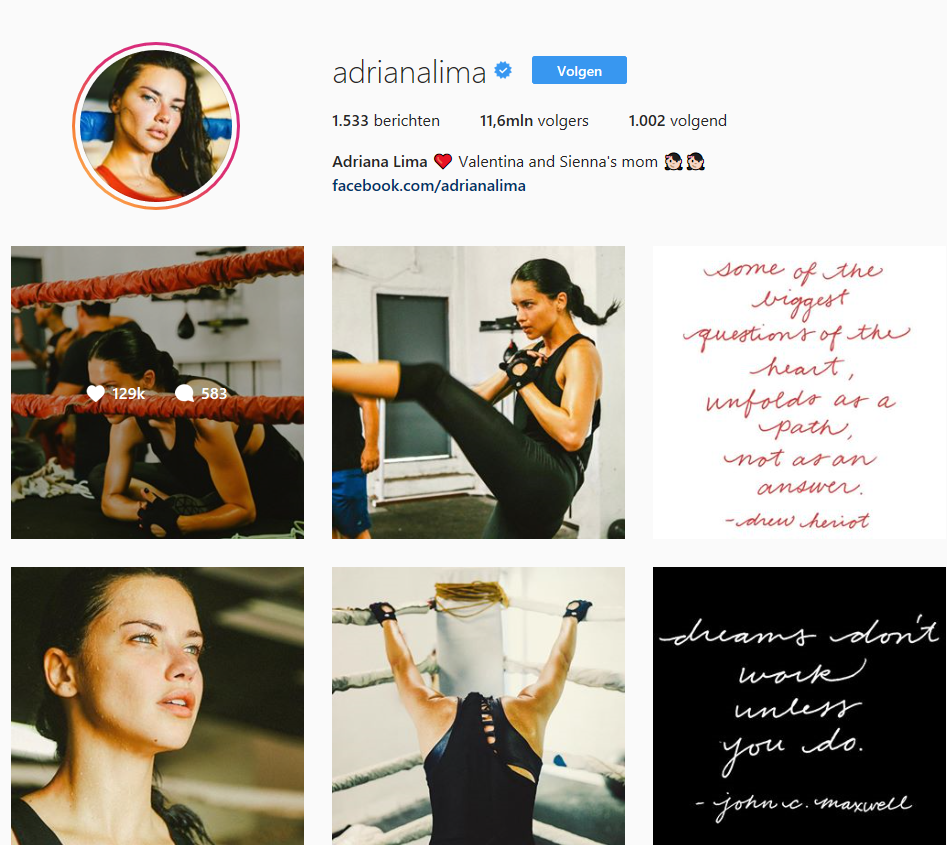 adrianalima Volgen
1.533 berichten 11,6mln volgers 1.002 volgend
Adriana Lima ❤️ Valentina and Sienna's mom
facebook.com/adrianalima
129k 583
some of the
biggest
questions of the
heart,
unfolds as a
path,
not as an
answer.
-drew heriot
dreams don't
work
unless
you do.
- john c. maxwell